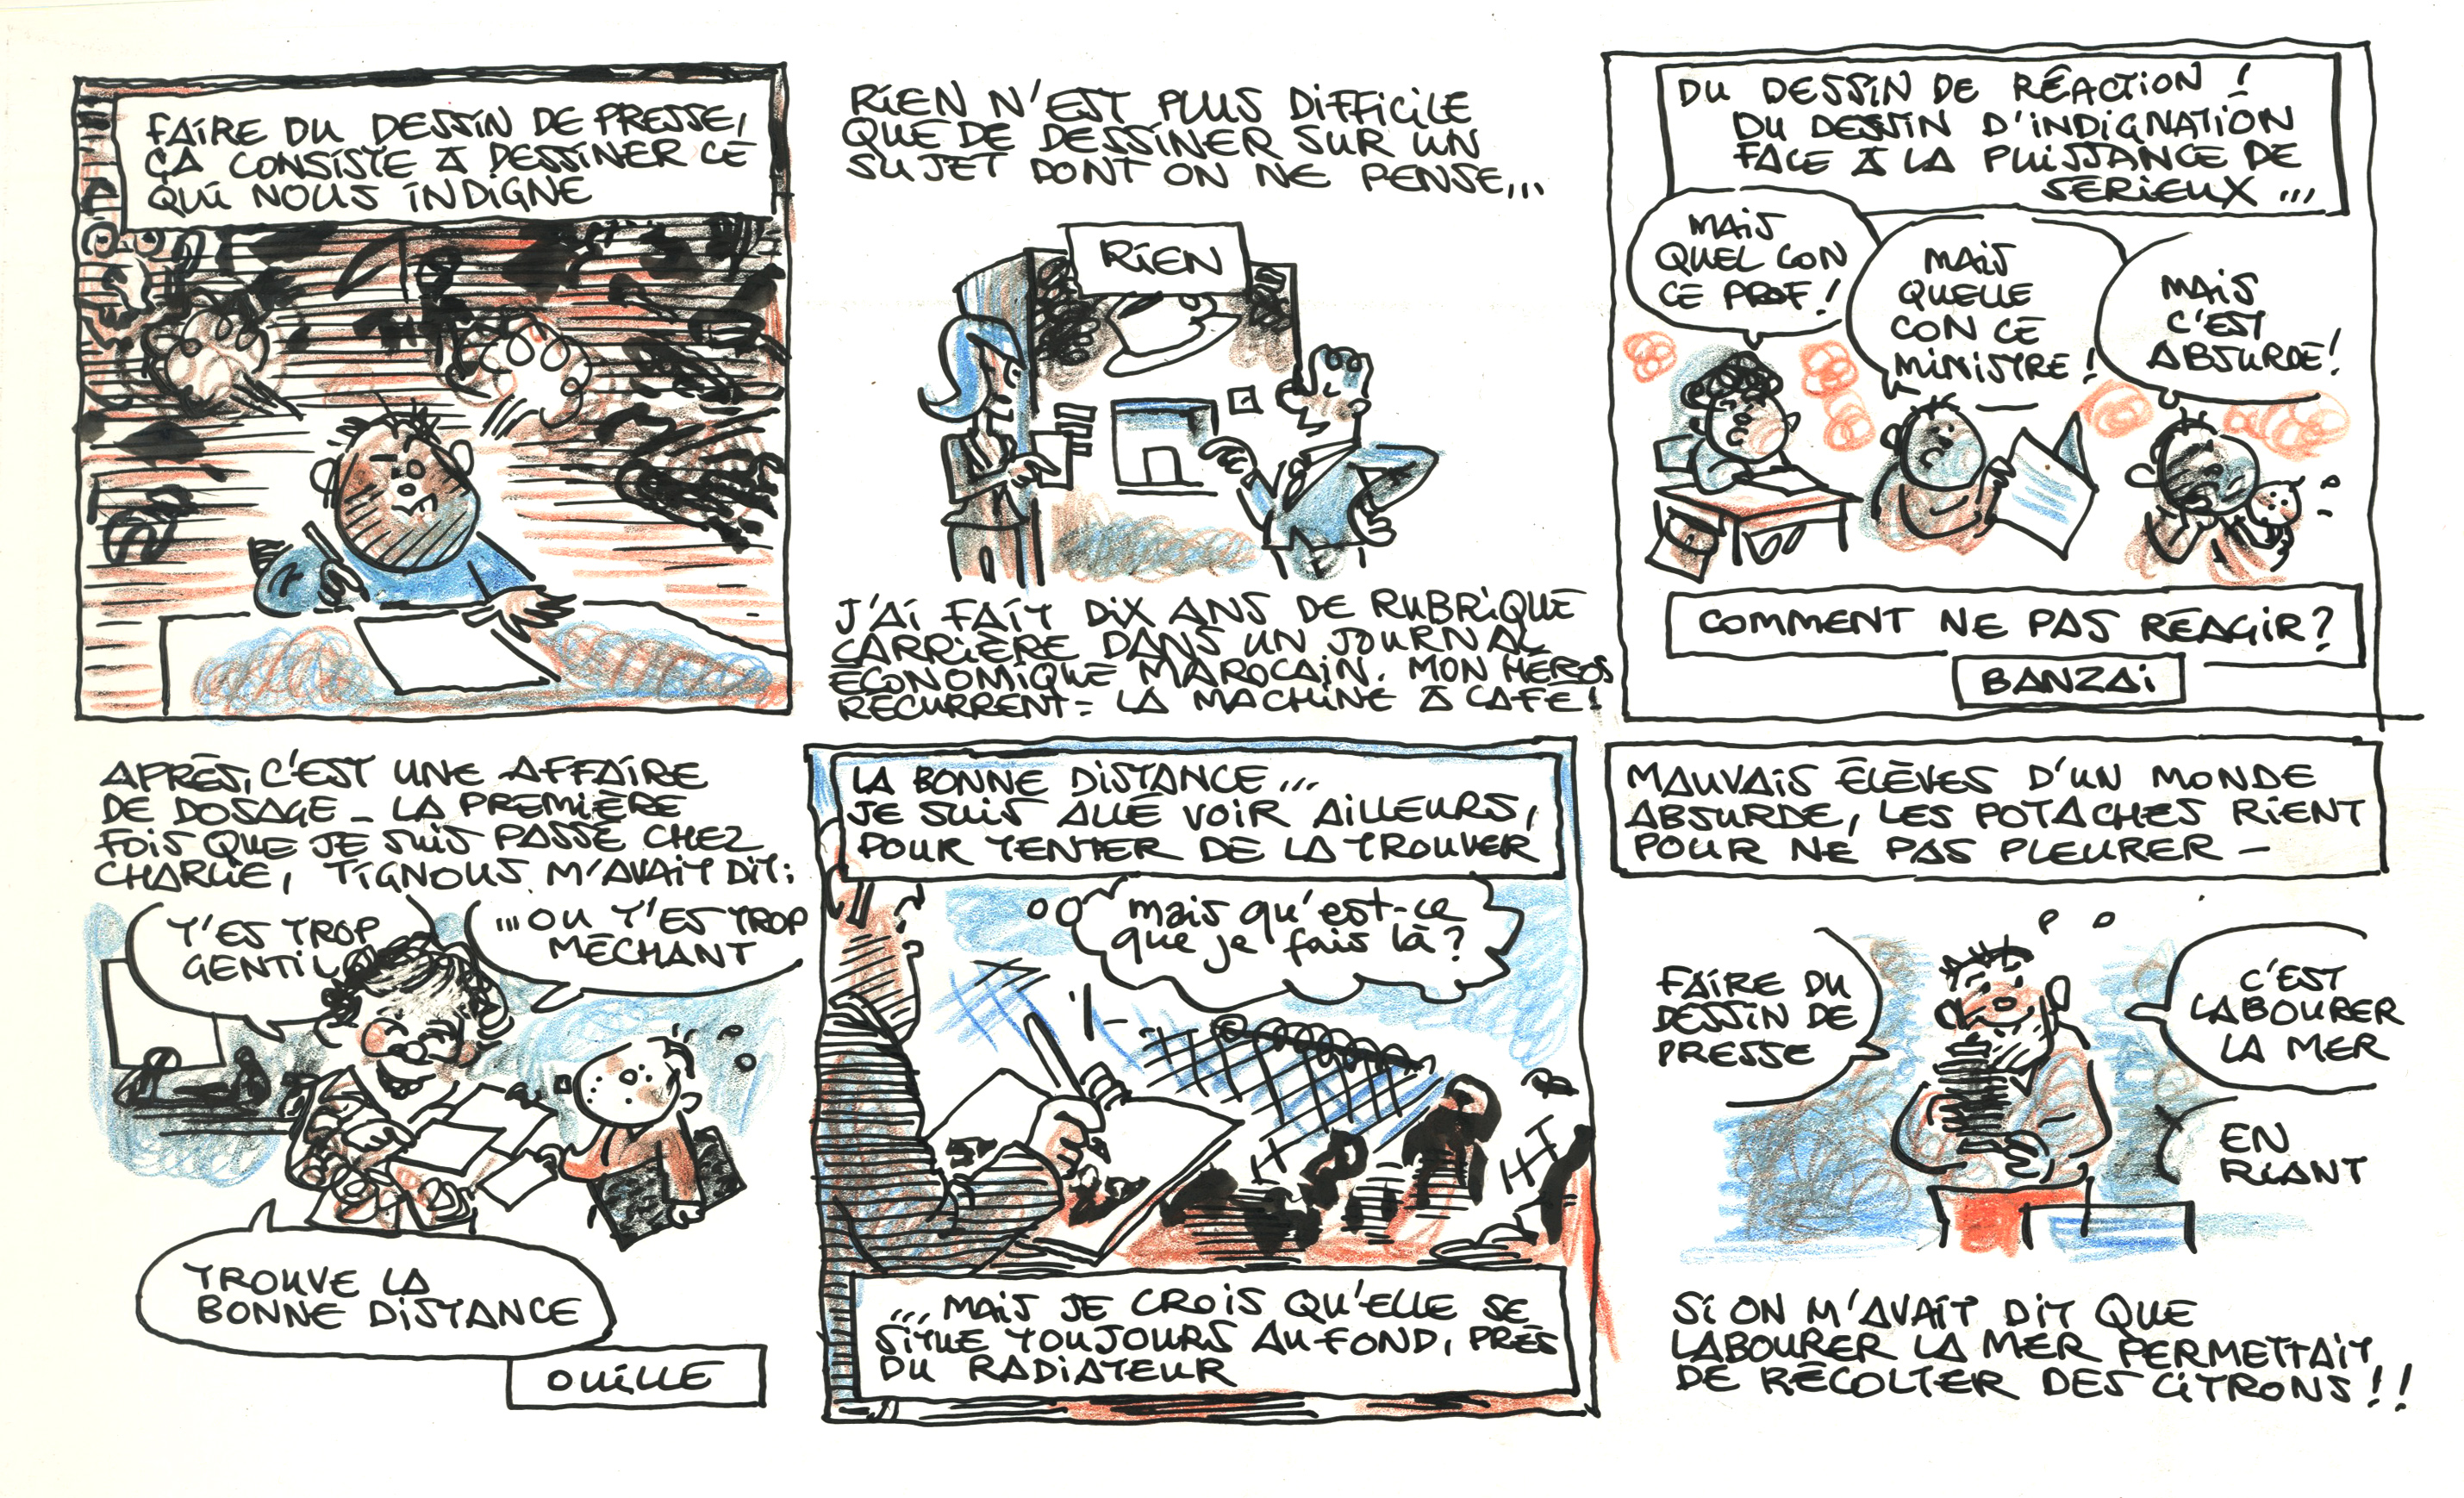 FAIRE DU DESSIN DE PRESSE,
ÇA CONSISTE À DESSINER CE
QUI NOUS INDIGNE
RIEN N'EST PLUS DIFFICILE
QUE DE DESSINER SUR UN
SUJET DONT ON NE PENSE...
RIEN
J'AI FAIT DIX ANS DE RUBRIQUE
CARRIÈRE DANS UN JOURNAL
ÉCONOMIQUE MAROCAIN. MON HÉROS
RÉCURRENT = LA MACHINE À CAFÉ !
DU DESSIN DE RÉACTION !
DU DESSIN D'INDIGNATION
FACE À LA PUISSANCE DE
SÉRIEUX ...
MAIS
QUEL CON
CE PROF !
MAIS
QUELLE
CON CE
MINISTRE !
MAIS
C'EST
ABSURDE !
COMMENT NE PAS RÉAGIR ?
BANZAI
APRÈS, C'EST UNE AFFAIRE
DE DOSAGE _ LA PREMIÈRE
FOIS QUE JE SUIS PASSÉ CHEZ
CHARLIE, TIGNOUS M'AVAIT DIT :
T'ES TROP
GENTIL
...OU T'ES TROP
MÉCHANT
TROUVE LA
BONNE DISTANCE
OUILLE
LA BONNE DISTANCE...
JE SUIS ALLÉ VOIR AILLEURS,
POUR TENTER DE LA TROUVER
mais qu'est-ce
que je fais là ?
... MAIS JE CROIS QU'ELLE SE
SITUE TOUJOURS AU FOND, PRÈS
DU RADIATEUR
MAUVAIS ÉLÈVES D'UN MONDE
ABSURDE, LES POTACHES RIENT
POUR NE PAS PLEURER _
FAIRE DU
DESSIN DE
PRESSE
C'EST
LABOURER
LA MER
EN
RIANT
SI ON M'AVAIT DIT QUE
LABOURER LA MER PERMETTAIT
DE RÉCOLTER DES CITRONS !!